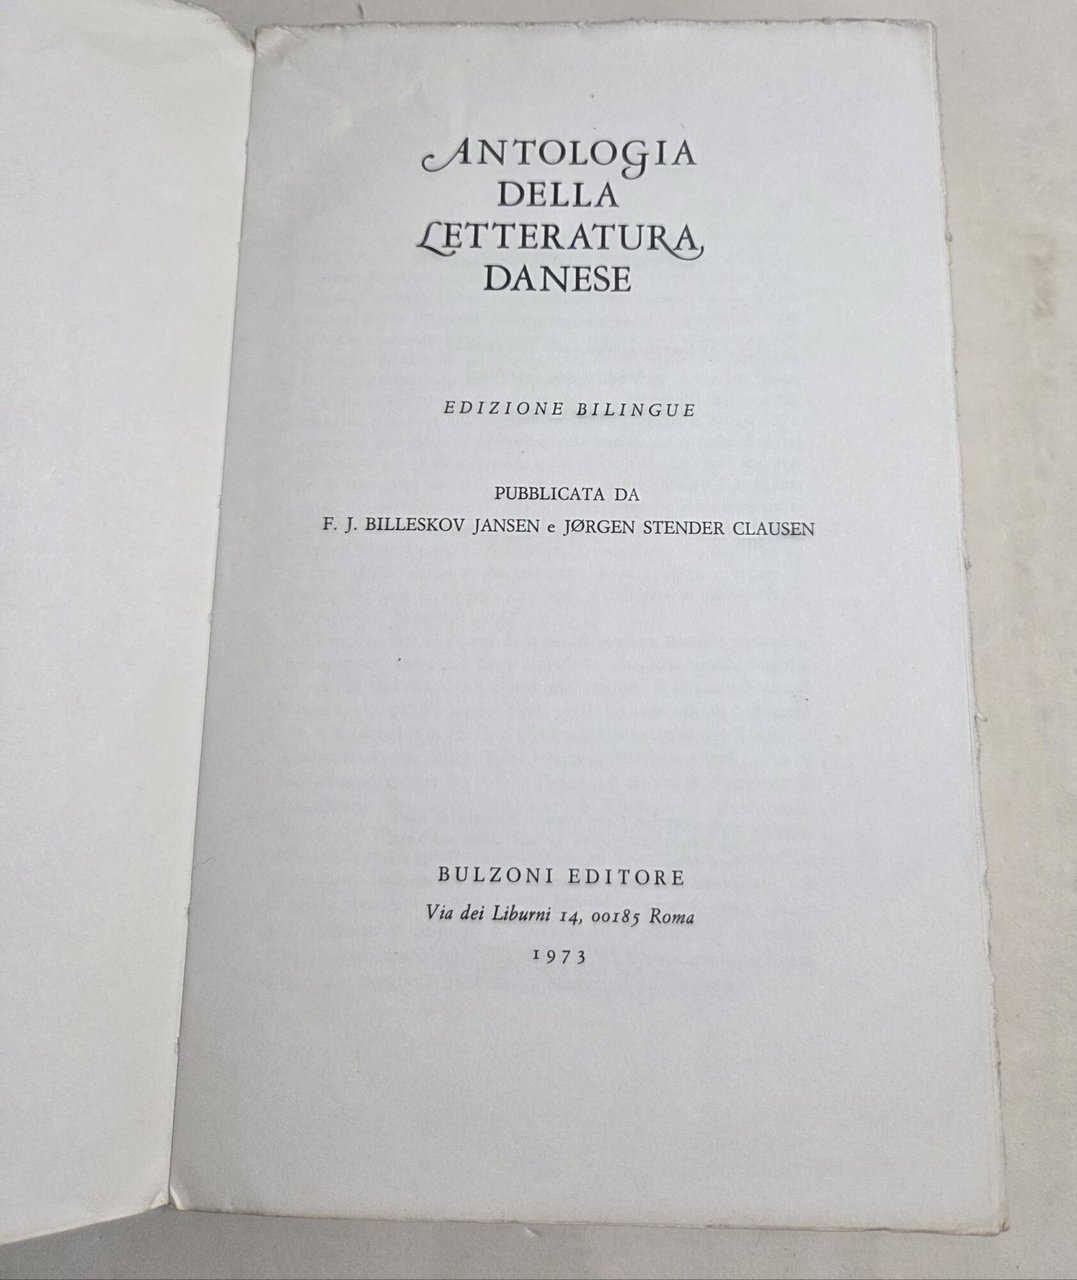 ANTOLOGIA
DELLA
LETTERATURA
DANESE
EDIZIONE BILINGUE
PUBBLICATA DA
F. J. BILLESKOV JANSEN e JØRGEN STENDER CLAUSEN
BULZONI EDITORE
Via dei Liburni 14, 00185 Roma
1973